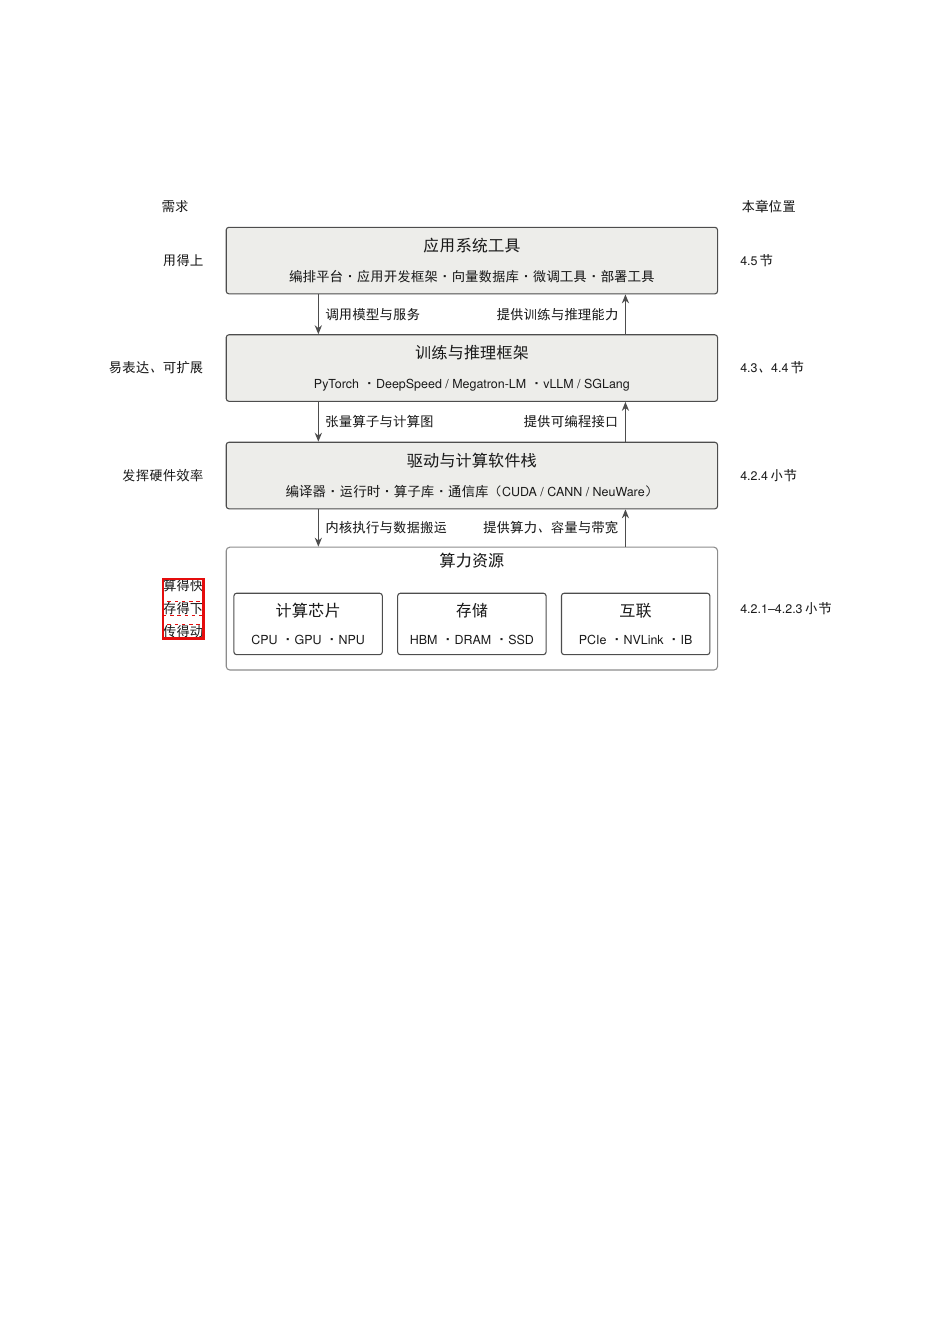 需求
本章位置
应用系统工具
用得上
编排平台・应用开发框架・向量数据库・微调工具・部署工具
4.5 节
调用模型与服务
提供训练与推理能力
训练与推理框架
易表达、可扩展
PyTorch ・DeepSpeed / Megatron-LM ・vLLM / SGLang
4.3、4.4 节
张量算子与计算图
提供可编程接口
驱动与计算软件栈
发挥硬件效率
编译器・运行时・算子库・通信库（CUDA / CANN / NeuWare）
4.2.4 小节
内核执行与数据搬运
提供算力、容量与带宽
算力资源
算得快
存得下
传得动
计算芯片
CPU ・GPU ・NPU
存储
HBM ・DRAM ・SSD
互联
PCIe ・NVLink ・IB
4.2.1–4.2.3 小节